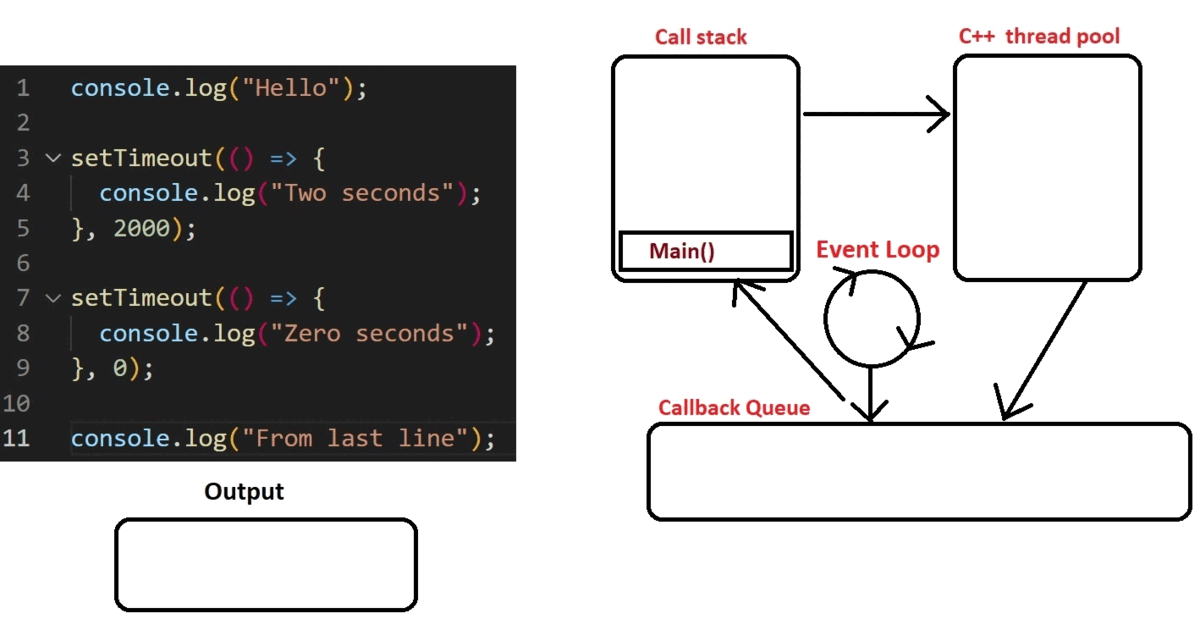 1 console.log("Hello");
2
3 setTimeout(() => {
4 console.log("Two seconds");
5 }, 2000);
6
7 setTimeout(() => {
8 console.log("Zero seconds");
9 }, 0);
10
11 console.log("From last line");
Output
Call stack
C++ thread pool
Main()
Event Loop
Callback Queue